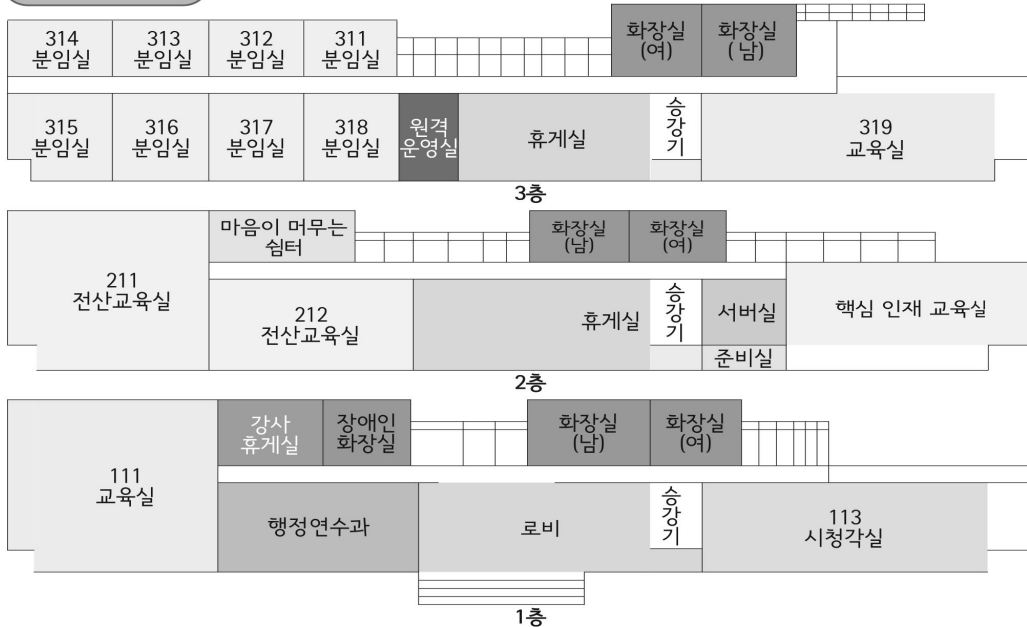 314
분임실
313
분임실
312
분임실
311
분임실
화장실
(여)
화장실
(남)
315
분임실
316
분임실
317
분임실
318
분임실
원격
운영실
휴게실
승
강
기
319
교육실
3층
211
전산교육실
마음이 머무는
쉼터
화장실
(남)
화장실
(여)
212
전산교육실
휴게실
승
강
기
서버실
준비실
핵심 인재 교육실
2층
111
교육실
강사
휴게실
장애인
화장실
화장실
(남)
화장실
(여)
행정연수과
로비
승
강
기
113
시청각실
1층